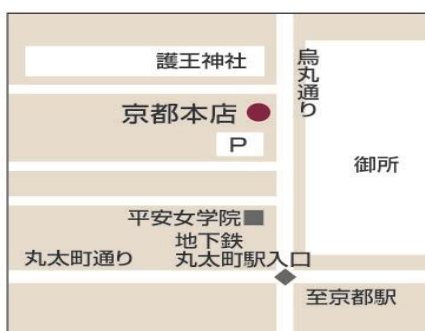 護王神社
烏丸通り
京都本店
P
御所
平安女学院
地下鉄
丸太町通り 丸太町駅入口
至京都駅